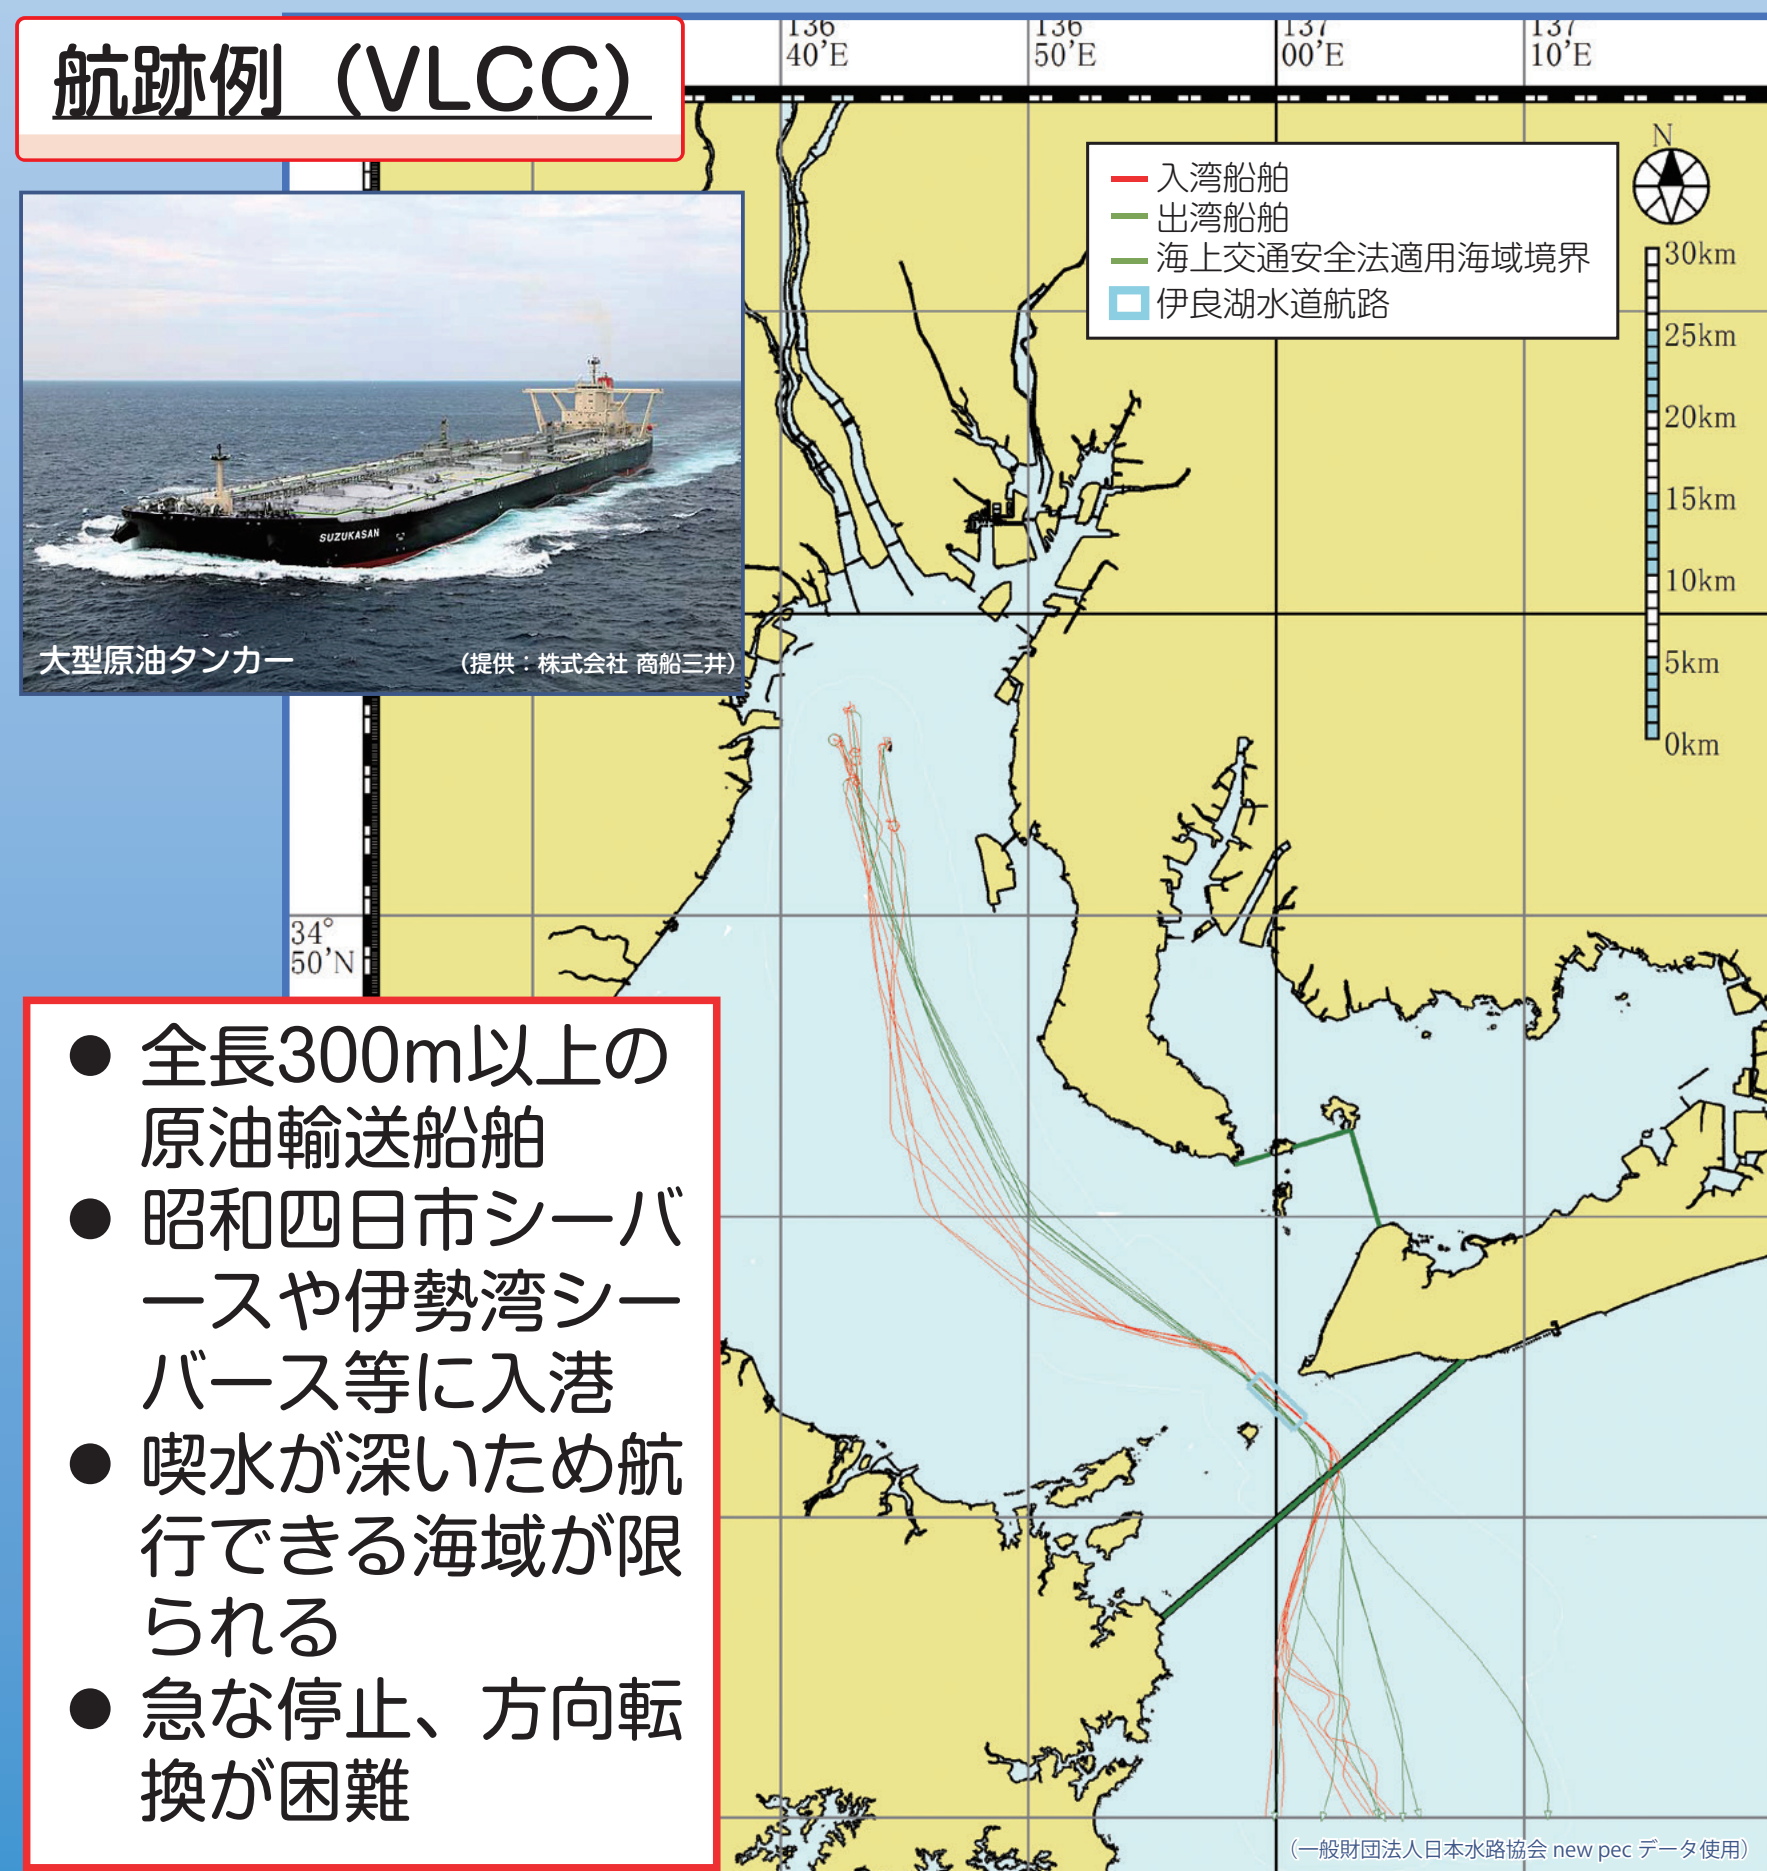 航跡例（VLCC）
136
40’E
136
50’E
137
00’E
137
10’E
入湾船舶
出湾船舶
海上交通安全法適用海域境界
伊良湖水道航路
N
30km
25km
20km
15km
10km
5km
0km
SUZUKASAN
大型原油タンカー
（提供：株式会社 商船三井）
34°
50’N
● 全長300m以上の
原油輸送船舶
● 昭和四日市シーバ
ースや伊勢湾シー
バース等に入港
● 喫水が深いため航
行できる海域が限
られる
● 急な停止、方向転
換が困難
（一般財団法人日本水路協会 new pec データ使用）